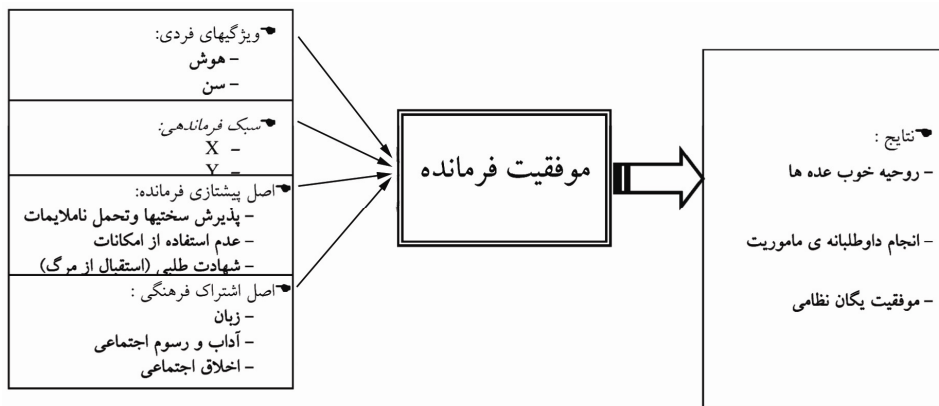 ویژگیهای فردی:
– هوش
– سن
سبک فرماندهی:
– X
– Y
اصل پیشتازی فرمانده:
– پذیرش سختیها وتحمل ناملایمات
– عدم استفاده از امکانات
– شهادت طلبی (استقبال از مرگ)
اصل اشتراک فرهنگی :
– زبان
– آداب و رسوم اجتماعی
– اخلاق اجتماعی
موفقیت فرمانده
نتایج :
– روحیه خوب عده ها
– انجام داوطلبانه ی ماموریت
– موفقیت یگان نظامی